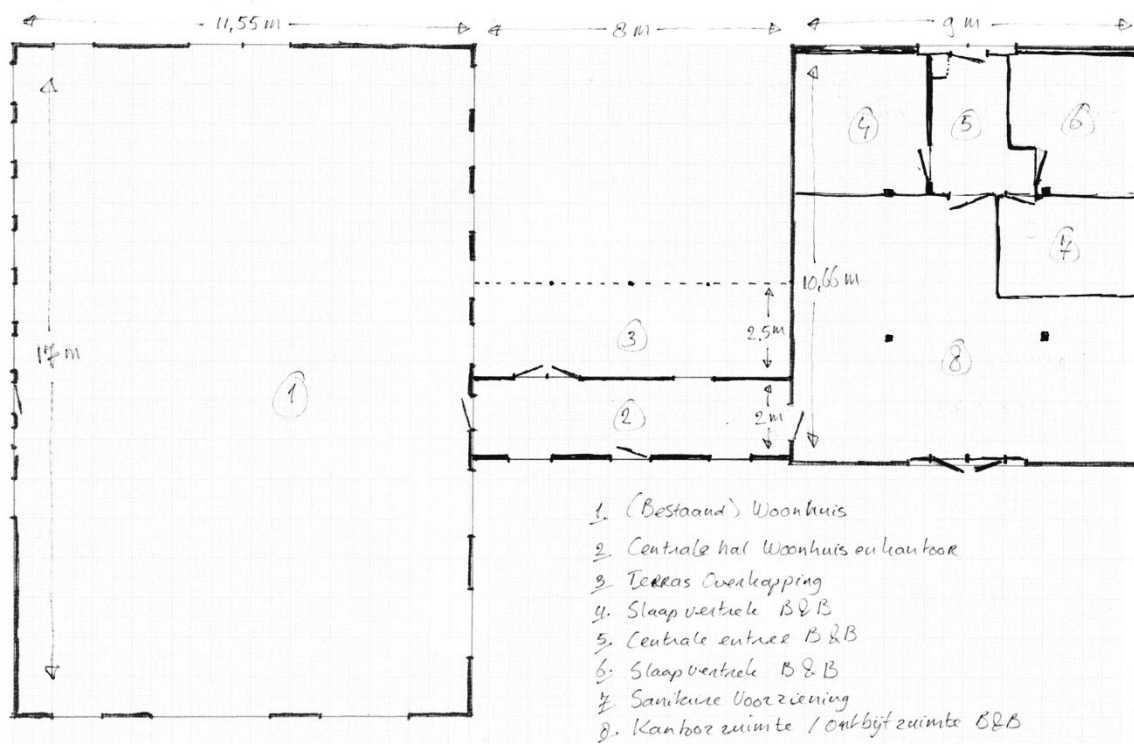 11,55 m 8 m 9 m
4 5 6
7
10,66 m
2.5 m
3
17 m
8
1
2 2 m
1. (Bestaand) Woonhuis
2 Centrale hal Woonhuis en kantoor
3 Terras Overkapping
4. Slaapvertrek B&B
5. Centrale entree B&B
6. Slaapvertrek B&B
7 Sanitaire Voorziening
8. Kantoorruimte / Ontbijtruimte B&B